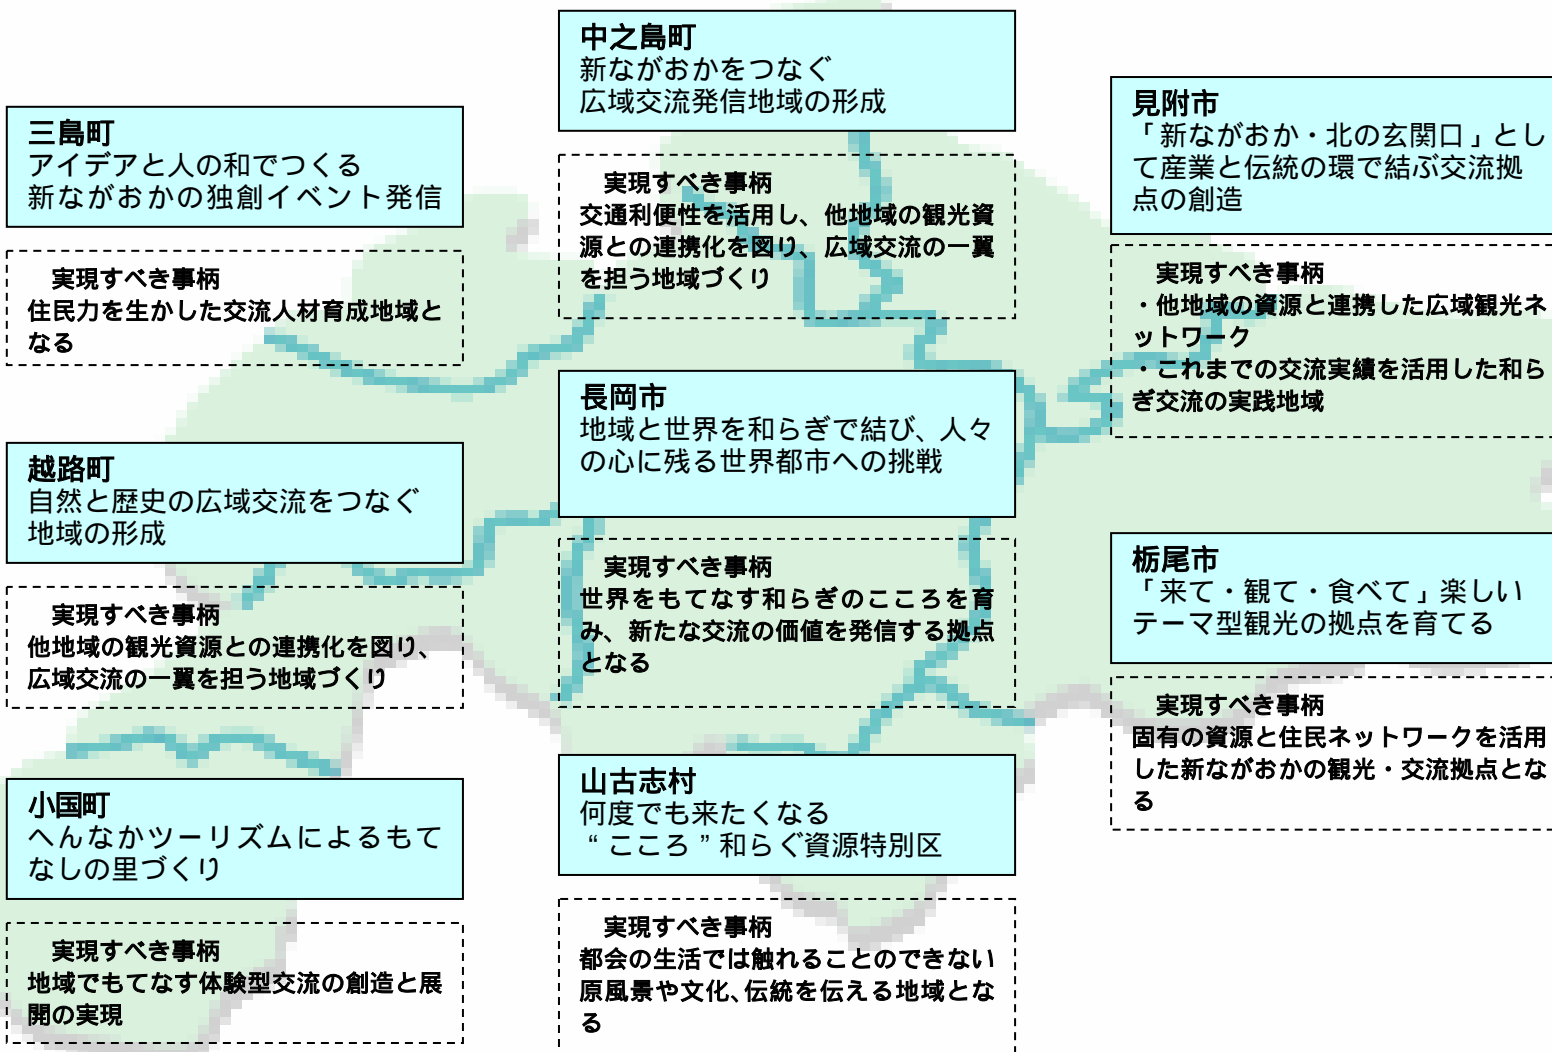 中之島町
新ながおかをつなぐ
広域交流発信地域の形成
実現すべき事柄
交通利便性を活用し、他地域の観光資
源との連携化を図り、広域交流の一翼
を担う地域づくり
見附市
「新ながおか・北の玄関口」とし
て産業と伝統の環で結ぶ交流拠
点の創造
実現すべき事柄
・他地域の資源と連携した広域観光ネ
ットワーク
・これまでの交流実績を活用した和ら
ぎ交流の実践地域
三島町
アイデアと人の和でつくる
新ながおかの独創イベント発信
実現すべき事柄
住民力を生かした交流人材育成地域と
なる
長岡市
地域と世界を和らぎで結び、人々
の心に残る世界都市への挑戦
実現すべき事柄
世界をもてなす和らぎのこころを育
み、新たな交流の価値を発信する拠点
となる
越路町
自然と歴史の広域交流をつなぐ
地域の形成
実現すべき事柄
他地域の観光資源との連携化を図り、
広域交流の一翼を担う地域づくり
栃尾市
「来て・観て・食べて」楽しい
テーマ型観光の拠点を育てる
実現すべき事柄
固有の資源と住民ネットワークを活用
した新ながおかの観光・交流拠点とな
る
小国町
へんなかツーリズムによるもて
なしの里づくり
実現すべき事柄
地域でもてなす体験型交流の創造と展
開の実現
山古志村
何度でも来たくなる
“こころ”和らぐ資源特別区
実現すべき事柄
都会の生活では触れることのできない
原風景や文化、伝統を伝える地域とな
る